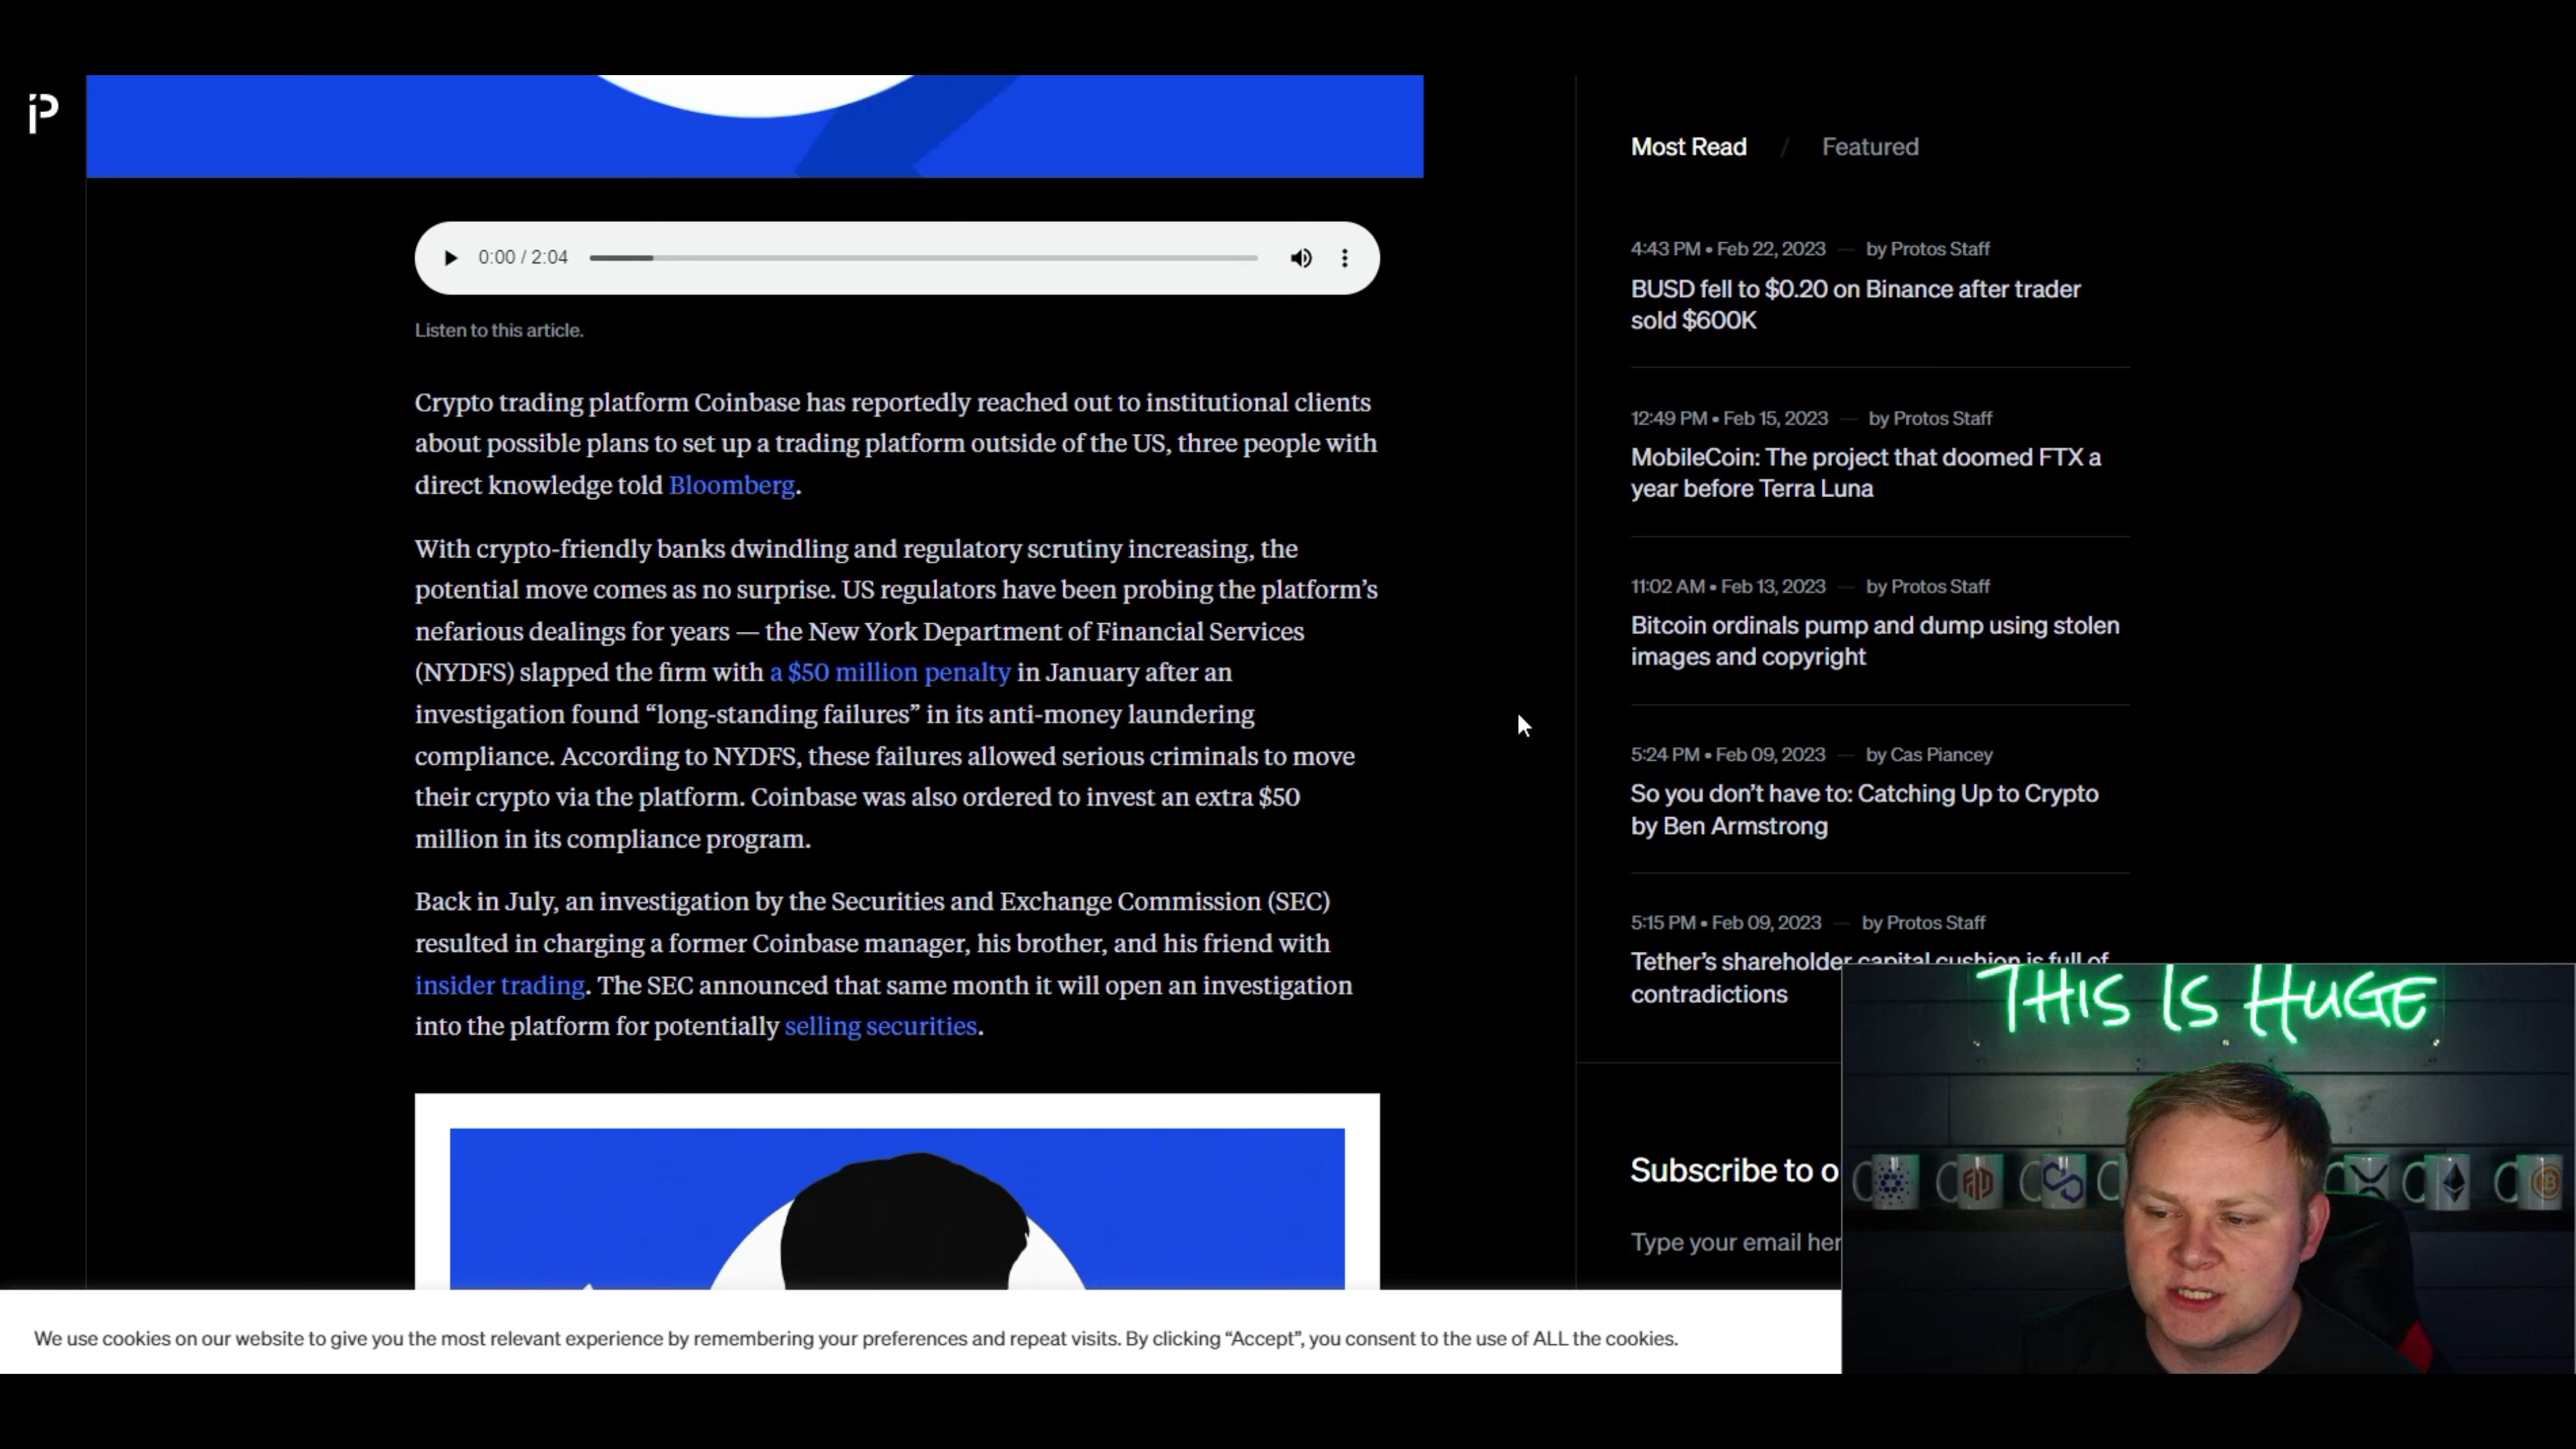 Most Read / Featured
0:00 / 2:04
Listen to this article.
Crypto trading platform Coinbase has reportedly reached out to institutional clients
about possible plans to set up a trading platform outside of the US, three people with
direct knowledge told Bloomberg.
With crypto-friendly banks dwindling and regulatory scrutiny increasing, the
potential move comes as no surprise. US regulators have been probing the platform’s
nefarious dealings for years — the New York Department of Financial Services
(NYDFS) slapped the firm with a $50 million penalty in January after an
investigation found “long-standing failures” in its anti-money laundering
compliance. According to NYDFS, these failures allowed serious criminals to move
their crypto via the platform. Coinbase was also ordered to invest an extra $50
million in its compliance program.
Back in July, an investigation by the Securities and Exchange Commission (SEC)
resulted in charging a former Coinbase manager, his brother, and his friend with
insider trading. The SEC announced that same month it will open an investigation
into the platform for potentially selling securities.
4:43 PM • Feb 22, 2023 — by Protos Staff
BUSD fell to $0.20 on Binance after trader
sold $600K
12:49 PM • Feb 15, 2023 — by Protos Staff
MobileCoin: The project that doomed FTX a
year before Terra Luna
11:02 AM • Feb 13, 2023 — by Protos Staff
Bitcoin ordinals pump and dump using stolen
images and copyright
5:24 PM • Feb 09, 2023 — by Cas Piancey
So you don’t have to: Catching Up to Crypto
by Ben Armstrong
5:15 PM • Feb 09, 2023 — by Protos Staff
Tether’s shareholder capital cushion is full of
contradictions
THIS IS HUGE
Subscribe to o
Type your email her
We use cookies on our website to give you the most relevant experience by remembering your preferences and repeat visits. By clicking “Accept”, you consent to the use of ALL the cookies.